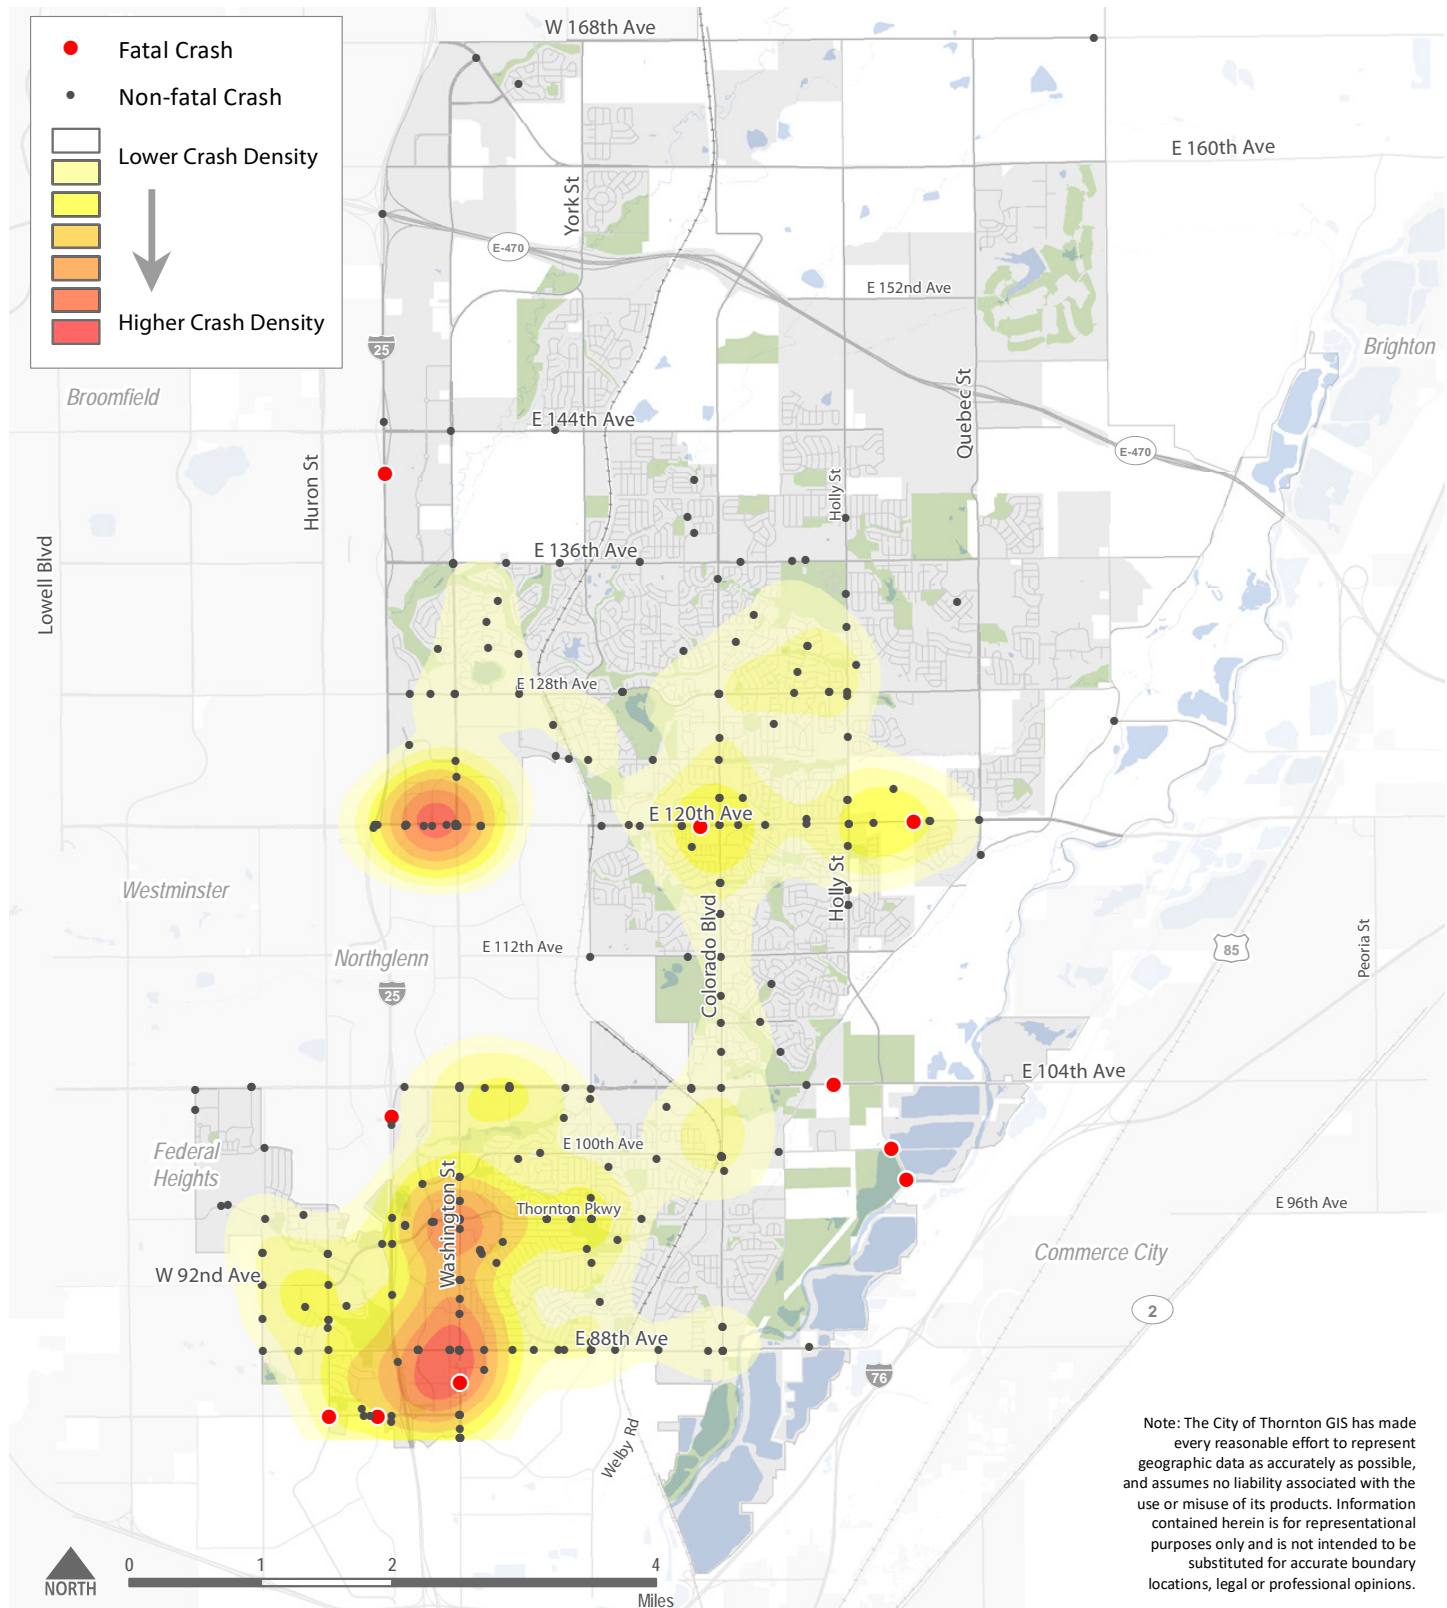 Fatal Crash
Non-fatal Crash
Lower Crash Density
Higher Crash Density
W 168th Ave
E 160th Ave
York St
E-470
E 152nd Ave
25
Brighton
Broomfield
Quebec St
E 144th Ave
E-470
Huron St
Holly St
Lowell Blvd
E 136th Ave
E 128th Ave
E 120th Ave
Westminster
Holly St
Colorado Blvd
E 112th Ave
Northglenn
25
85
Peoria St
E 104th Ave
E 100th Ave
Federal
Heights
Washington St
Thornton Pkwy
E 96th Ave
Commerce City
W 92nd Ave
2
E 88th Ave
76
Welby Rd
Note: The City of Thornton GIS has made
every reasonable effort to represent
geographic data as accurately as possible,
and assumes no liability associated with the
use or misuse of its products. Information
contained herein is for representational
purposes only and is not intended to be
substituted for accurate boundary
locations, legal or professional opinions.
NORTH
0 1 2 4
Miles